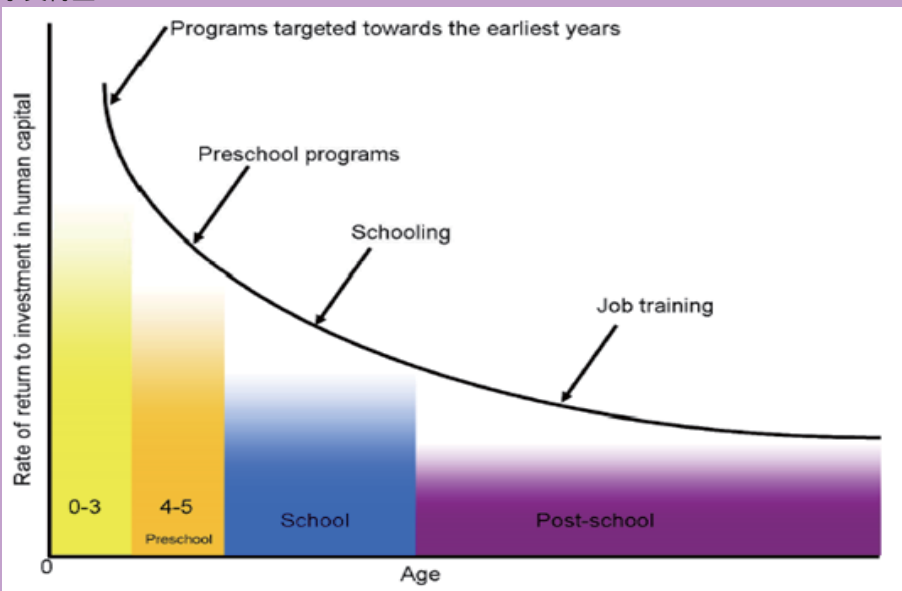 Programs targeted towards the earliest years
Preschool programs
Schooling
Job training
Rate of return to investment in human capital
0-3
4-5
Preschool
School
Post-school
0
Age